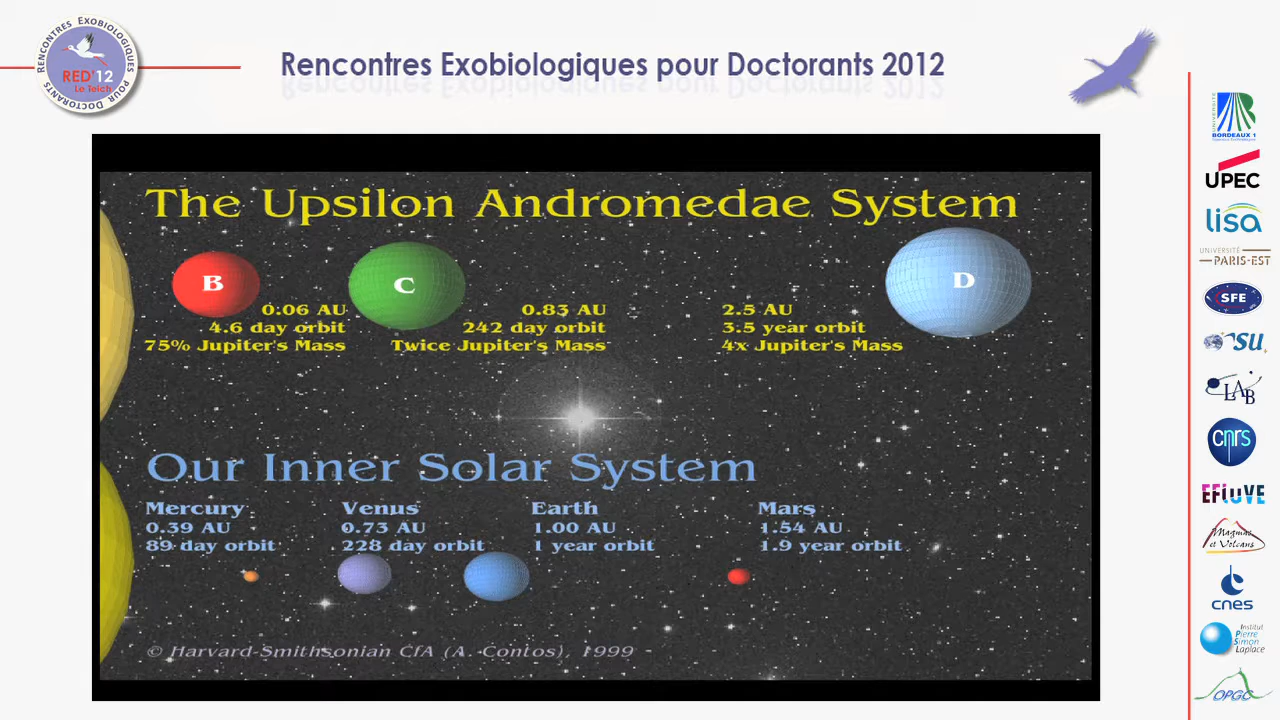 RENCONTRES EXOBIOLOGIQUES POUR DOCTORANTS
RED'12
Le Teich
Rencontres Exobiologiques pour Doctorants 2012
The Upsilon Andromedae System
B
C
D
0.06 AU
4.6 day orbit
75% Jupiter's Mass
0.83 AU
242 day orbit
Twice Jupiter's Mass
2.5 AU
3.5 year orbit
4x Jupiter's Mass
Our Inner Solar System
Mercury
0.39 AU
89 day orbit
Venus
0.73 AU
228 day orbit
Earth
1.00 AU
1 year orbit
Mars
1.54 AU
1.9 year orbit
© Harvard-Smithsonian CfA (A. Contos), 1999
UNIVERSITÉ
BORDEAUX 1
UPEC
lisa
UNIVERSITÉ
PARIS-EST
SFE
SU
LAB
cnrs
EFLUVE
Magmas
et Volcans
cnes
Institut
Pierre
Simon
Laplace
OPGC